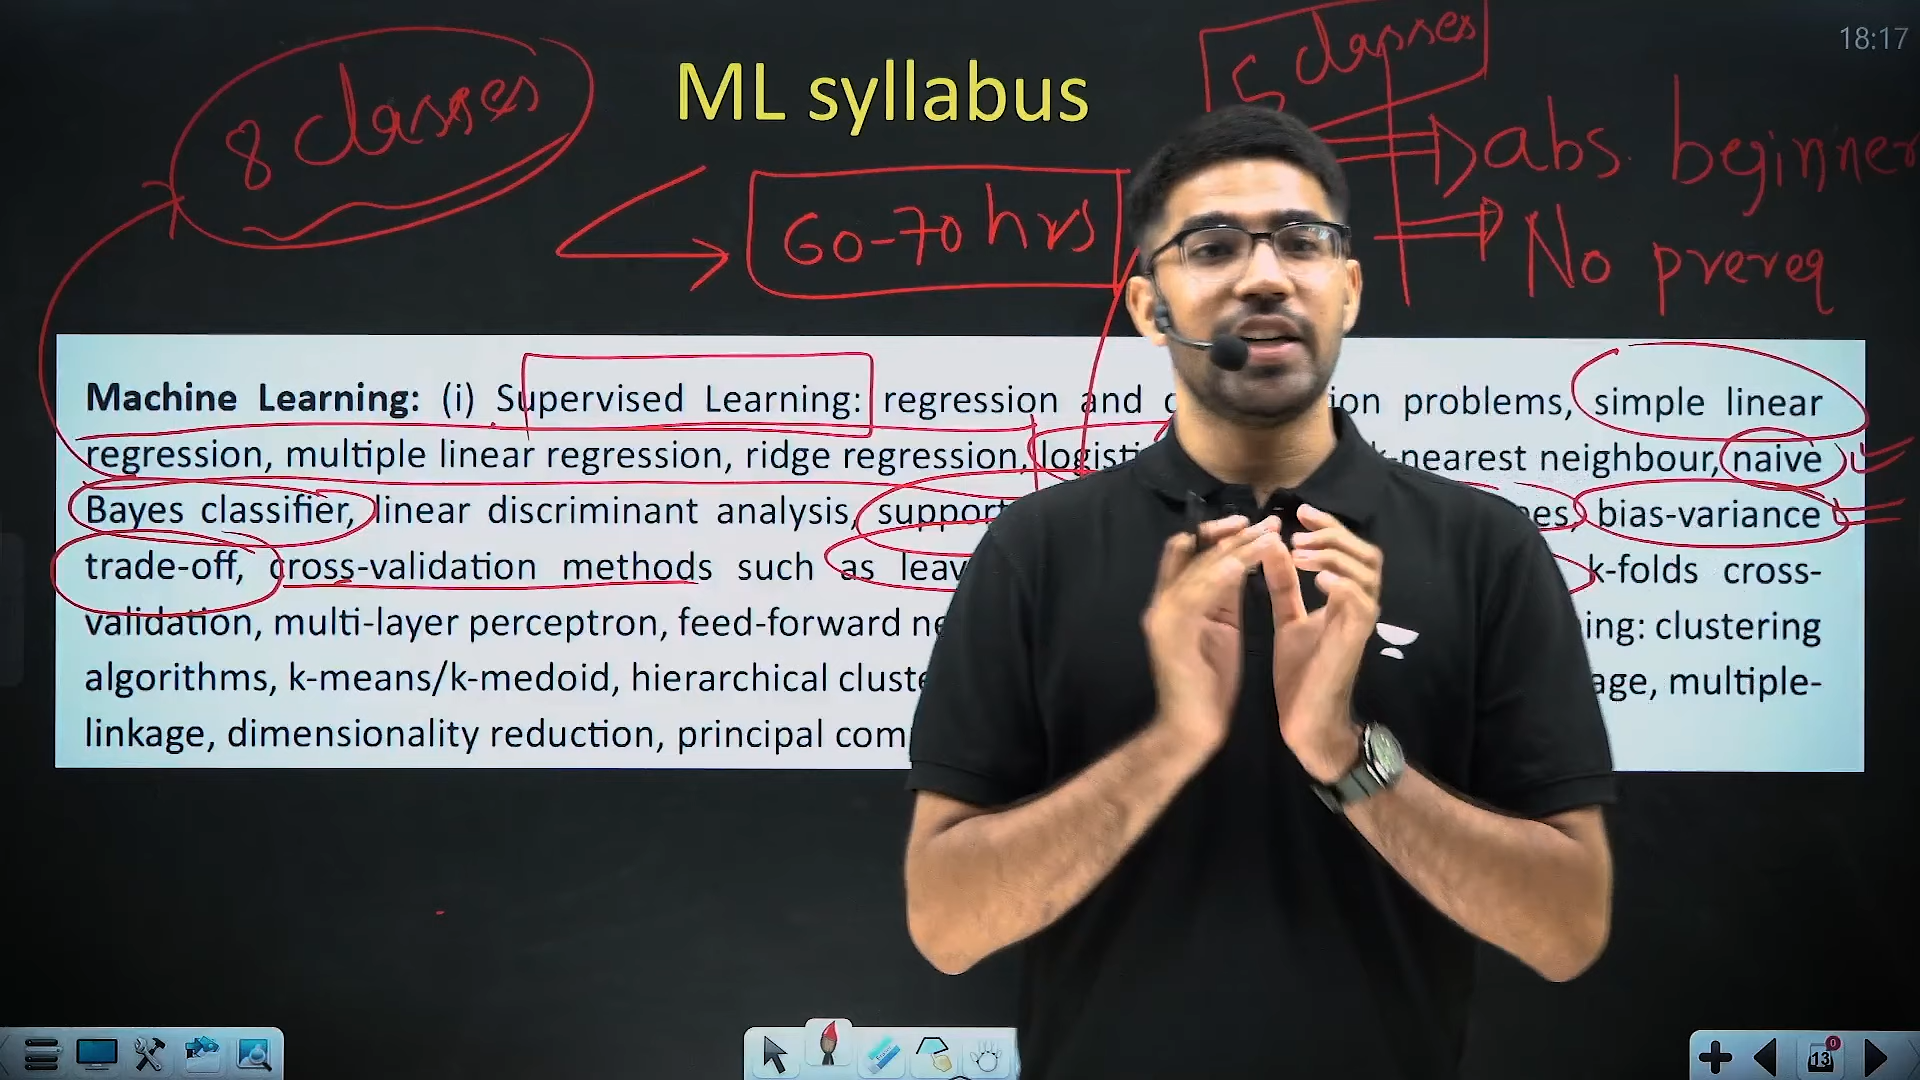 18:17
ML syllabus
8 classes
5 classes
abs. beginner
60-70 hrs
No prereq
Machine Learning: (i) Supervised Learning: regression and ion problems, simple linear
regression, multiple linear regression, ridge regression, logisti k-nearest neighbour, naive
Bayes classifier, linear discriminant analysis, support es, bias-variance
trade-off, cross-validation methods such as leav k-folds cross-
validation, multi-layer perceptron, feed-forward ne ing: clustering
algorithms, k-means/k-medoid, hierarchical cluste age, multiple-
linkage, dimensionality reduction, principal com
0
13